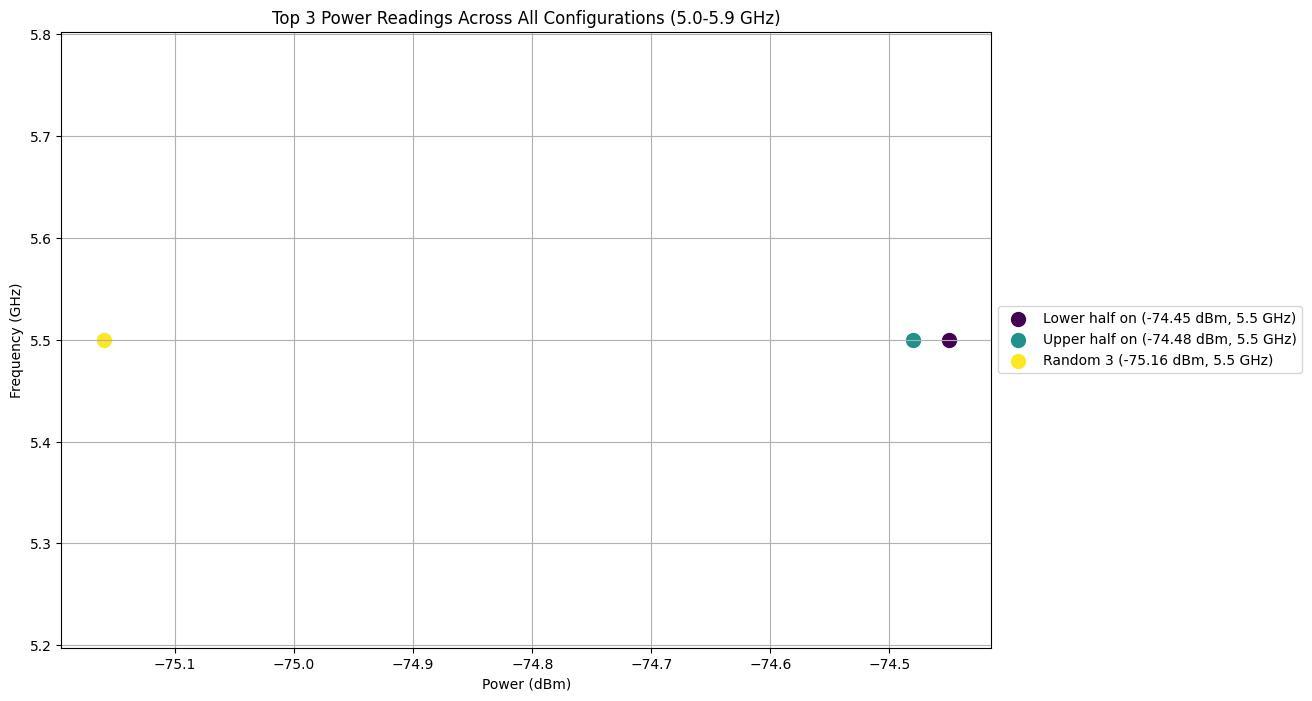 Top 3 Power Readings Across All Configurations (5.0-5.9 GHz)
5.8
5.7
5.6
5.5
5.4
5.3
5.2
Frequency (GHz)
−75.1
−75.0
−74.9
−74.8
−74.7
−74.6
−74.5
Power (dBm)
Lower half on (-74.45 dBm, 5.5 GHz)
Upper half on (-74.48 dBm, 5.5 GHz)
Random 3 (-75.16 dBm, 5.5 GHz)